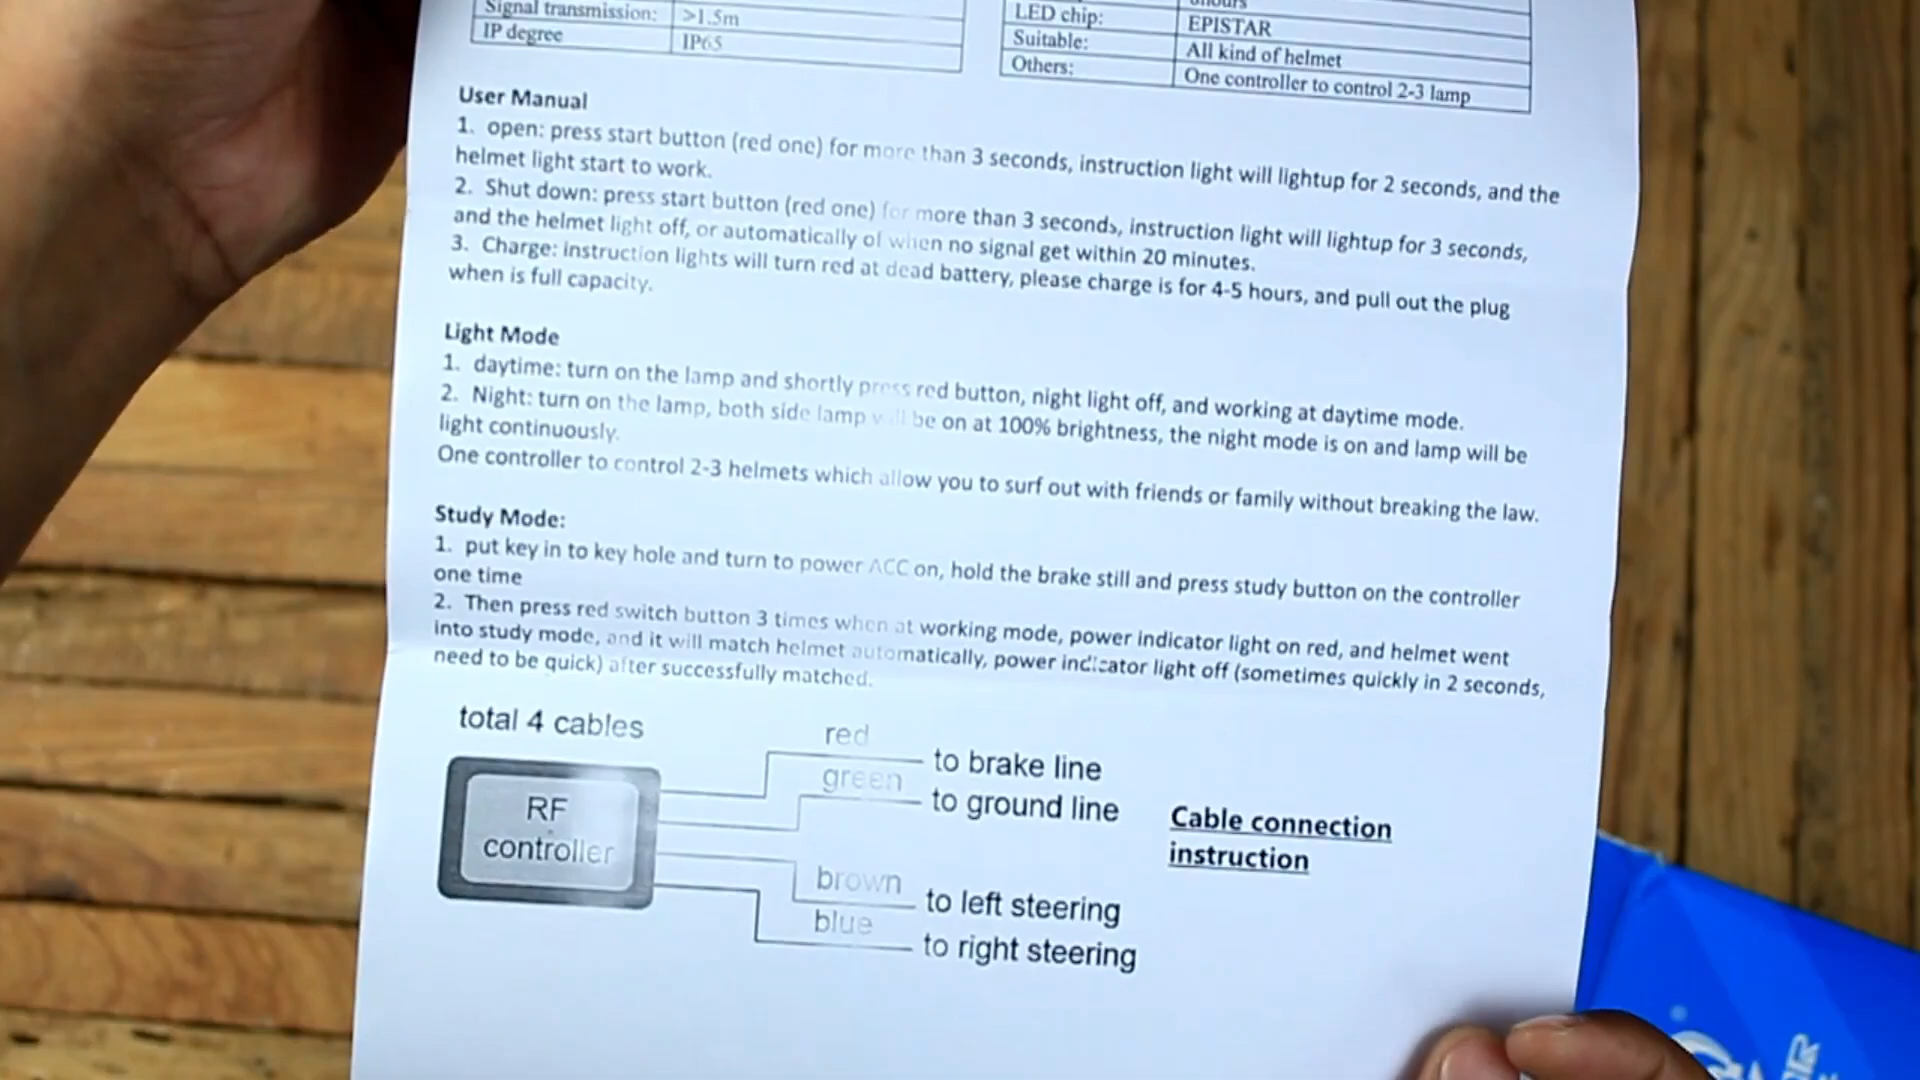 Signal transmission: >1.5m
IP degree IP65
LED chip: EPISTAR
Suitable: All kind of helmet
Others: One controller to control 2-3 lamp
User Manual
1. open: press start button (red one) for more than 3 seconds, instruction light will lightup for 2 seconds, and the
helmet light start to work.
2. Shut down: press start button (red one) for more than 3 seconds, instruction light will lightup for 3 seconds,
and the helmet light off, or automatically of when no signal get within 20 minutes.
3. Charge: instruction lights will turn red at dead battery, please charge is for 4-5 hours, and pull out the plug
when is full capacity.
Light Mode
1. daytime: turn on the lamp and shortly press red button, night light off, and working at daytime mode.
2. Night: turn on the lamp, both side lamp will be on at 100% brightness, the night mode is on and lamp will be
light continuously.
One controller to control 2-3 helmets which allow you to surf out with friends or family without breaking the law.
Study Mode:
1. put key in to key hole and turn to power ACC on, hold the brake still and press study button on the controller
one time
2. Then press red switch button 3 times when at working mode, power indicator light on red, and helmet went
into study mode, and it will match helmet automatically, power indicator light off (sometimes quickly in 2 seconds,
need to be quick) after successfully matched.
total 4 cables
RF
controller
red
to brake line
green
to ground line
brown
to left steering
blue
to right steering
Cable connection
instruction